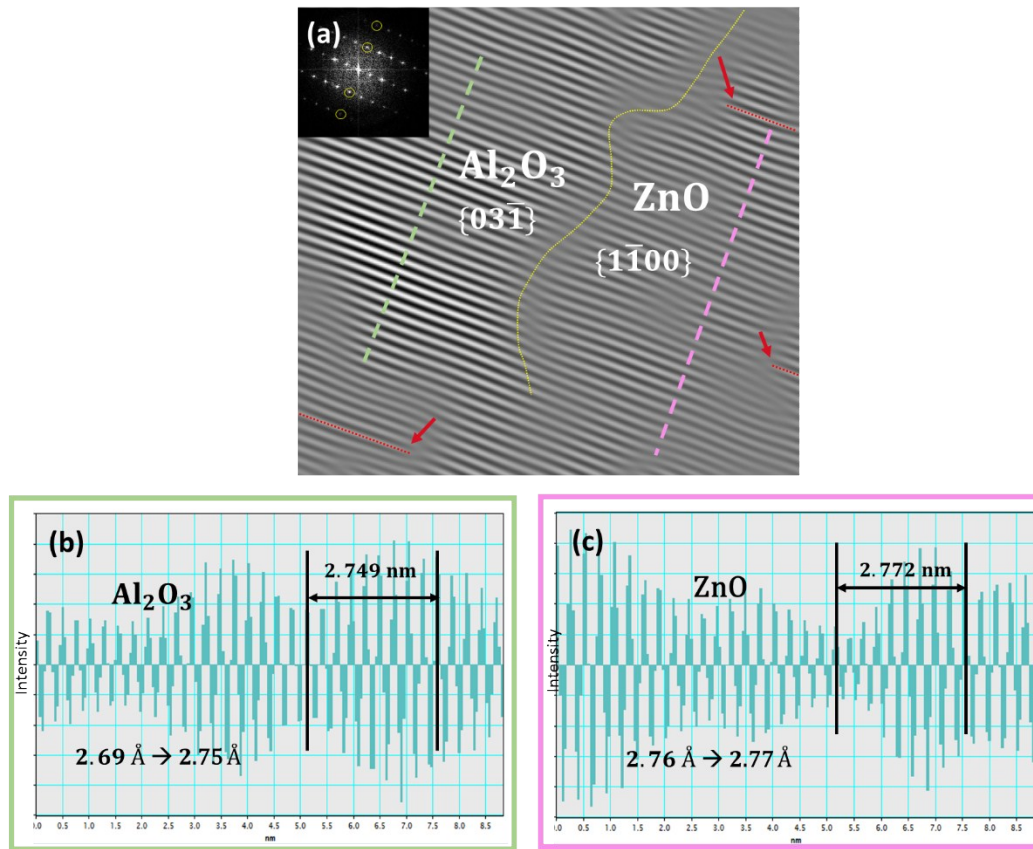 (a)
Al₂O₃
{031̅}
ZnO
{11̅00}
(b)
Al₂O₃
2.749 nm
Intensity
2.69 Å → 2.75 Å
0.0 0.5 1.0 1.5 2.0 2.5 3.0 3.5 4.0 4.5 5.0 5.5 6.0 6.5 7.0 7.5 8.0 8.5
nm
(c)
ZnO
2.772 nm
Intensity
2.76 Å → 2.77 Å
0.0 0.5 1.0 1.5 2.0 2.5 3.0 3.5 4.0 4.5 5.0 5.5 6.0 6.5 7.0 7.5 8.0 8.5
nm